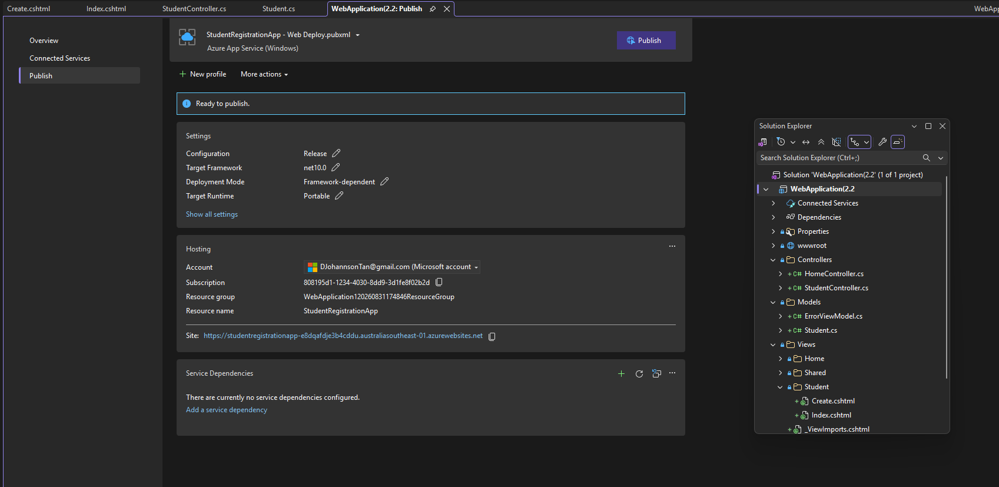 Create.cshtml Index.cshtml StudentController.cs Student.cs WebApplication(2.2: Publish WebApp
Overview
Connected Services
Publish
StudentRegistrationApp - Web Deploy.pubxml
Azure App Service (Windows)
Publish
New profile More actions
Ready to publish.
Settings
Configuration Release
Target Framework net10.0
Deployment Mode Framework-dependent
Target Runtime Portable
Show all settings
Hosting
Account DJohannsonTan@gmail.com (Microsoft account
Subscription 808195d1-1234-4030-8dd9-3d1fe8f02b2d
Resource group WebApplication120260831174846ResourceGroup
Resource name StudentRegistrationApp
Site: https://studentregistrationapp-e8dqafdje3b4cddu.australiasoutheast-01.azurewebsites.net
Service Dependencies
There are currently no service dependencies configured.
Add a service dependency
Solution Explorer
Search Solution Explorer (Ctrl+;)
Solution 'WebApplication(2.2' (1 of 1 project)
WebApplication(2.2
Connected Services
Dependencies
Properties
wwwroot
Controllers
C# HomeController.cs
C# StudentController.cs
Models
C# ErrorViewModel.cs
C# Student.cs
Views
Home
Shared
Student
Create.cshtml
Index.cshtml
_ViewImports.cshtml